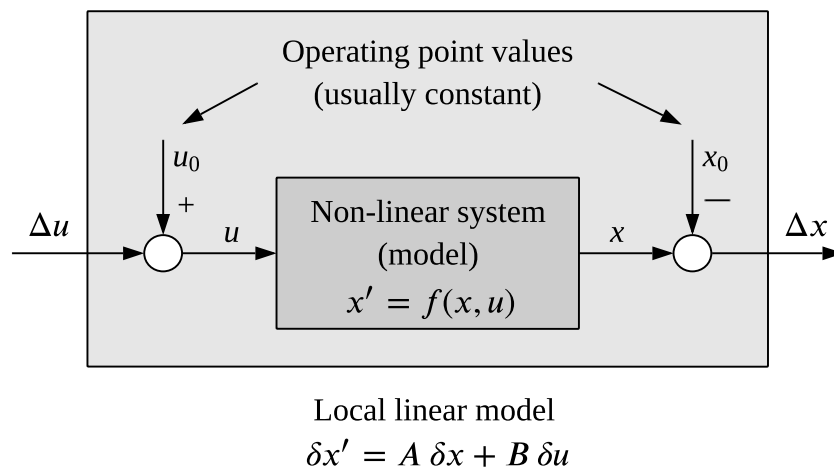 Operating point values
(usually constant)
u₀
x₀
+
−
Δu
u
Non-linear system
(model)
x′ = f(x, u)
x
Δx
Local linear model
δx′ = A δx + B δu